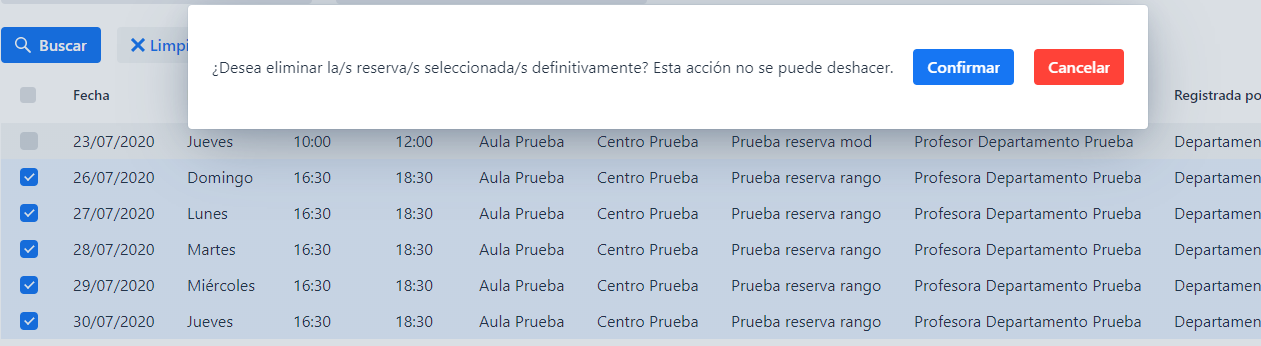 Buscar
Limpi
¿Desea eliminar la/s reserva/s seleccionada/s definitivamente? Esta acción no se puede deshacer.
Confirmar
Cancelar
Fecha
Registrada po
23/07/2020 Jueves 10:00 12:00 Aula Prueba Centro Prueba Prueba reserva mod Profesor Departamento Prueba Departamen
26/07/2020 Domingo 16:30 18:30 Aula Prueba Centro Prueba Prueba reserva rango Profesora Departamento Prueba Departamen
27/07/2020 Lunes 16:30 18:30 Aula Prueba Centro Prueba Prueba reserva rango Profesora Departamento Prueba Departamen
28/07/2020 Martes 16:30 18:30 Aula Prueba Centro Prueba Prueba reserva rango Profesora Departamento Prueba Departamen
29/07/2020 Miércoles 16:30 18:30 Aula Prueba Centro Prueba Prueba reserva rango Profesora Departamento Prueba Departamen
30/07/2020 Jueves 16:30 18:30 Aula Prueba Centro Prueba Prueba reserva rango Profesora Departamento Prueba Departamen